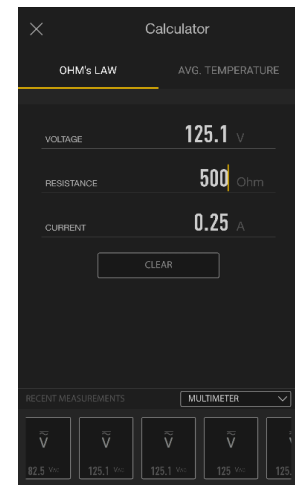 Calculator
OHM's LAW AVG. TEMPERATURE
VOLTAGE 125.1 V
RESISTANCE 500 Ohm
CURRENT 0.25 A
CLEAR
RECENT MEASUREMENTS MULTIMETER
V V V V
82.5 VAC 125.1 VAC 125.1 VAC 125 VAC 125.